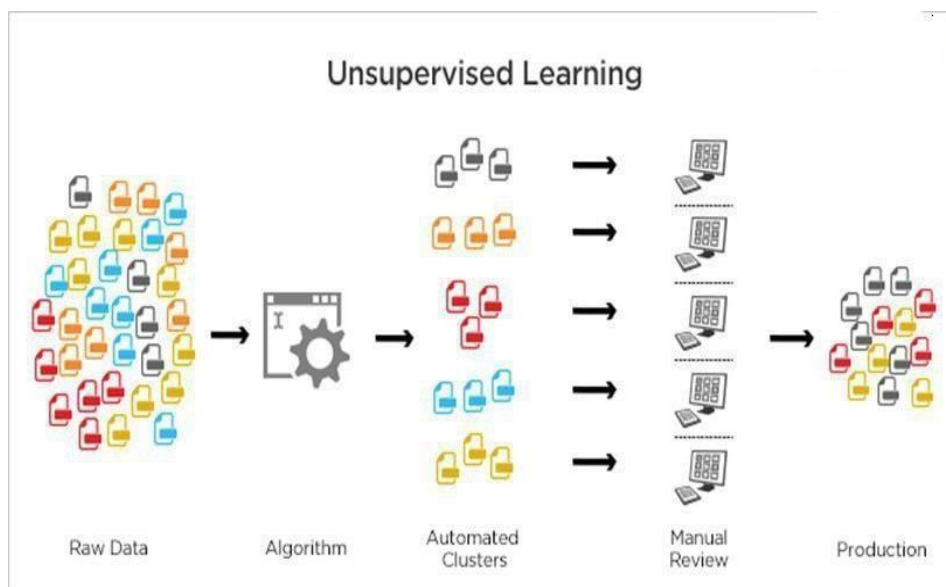 Unsupervised Learning
Raw Data
Algorithm
Automated
Clusters
Manual
Review
Production